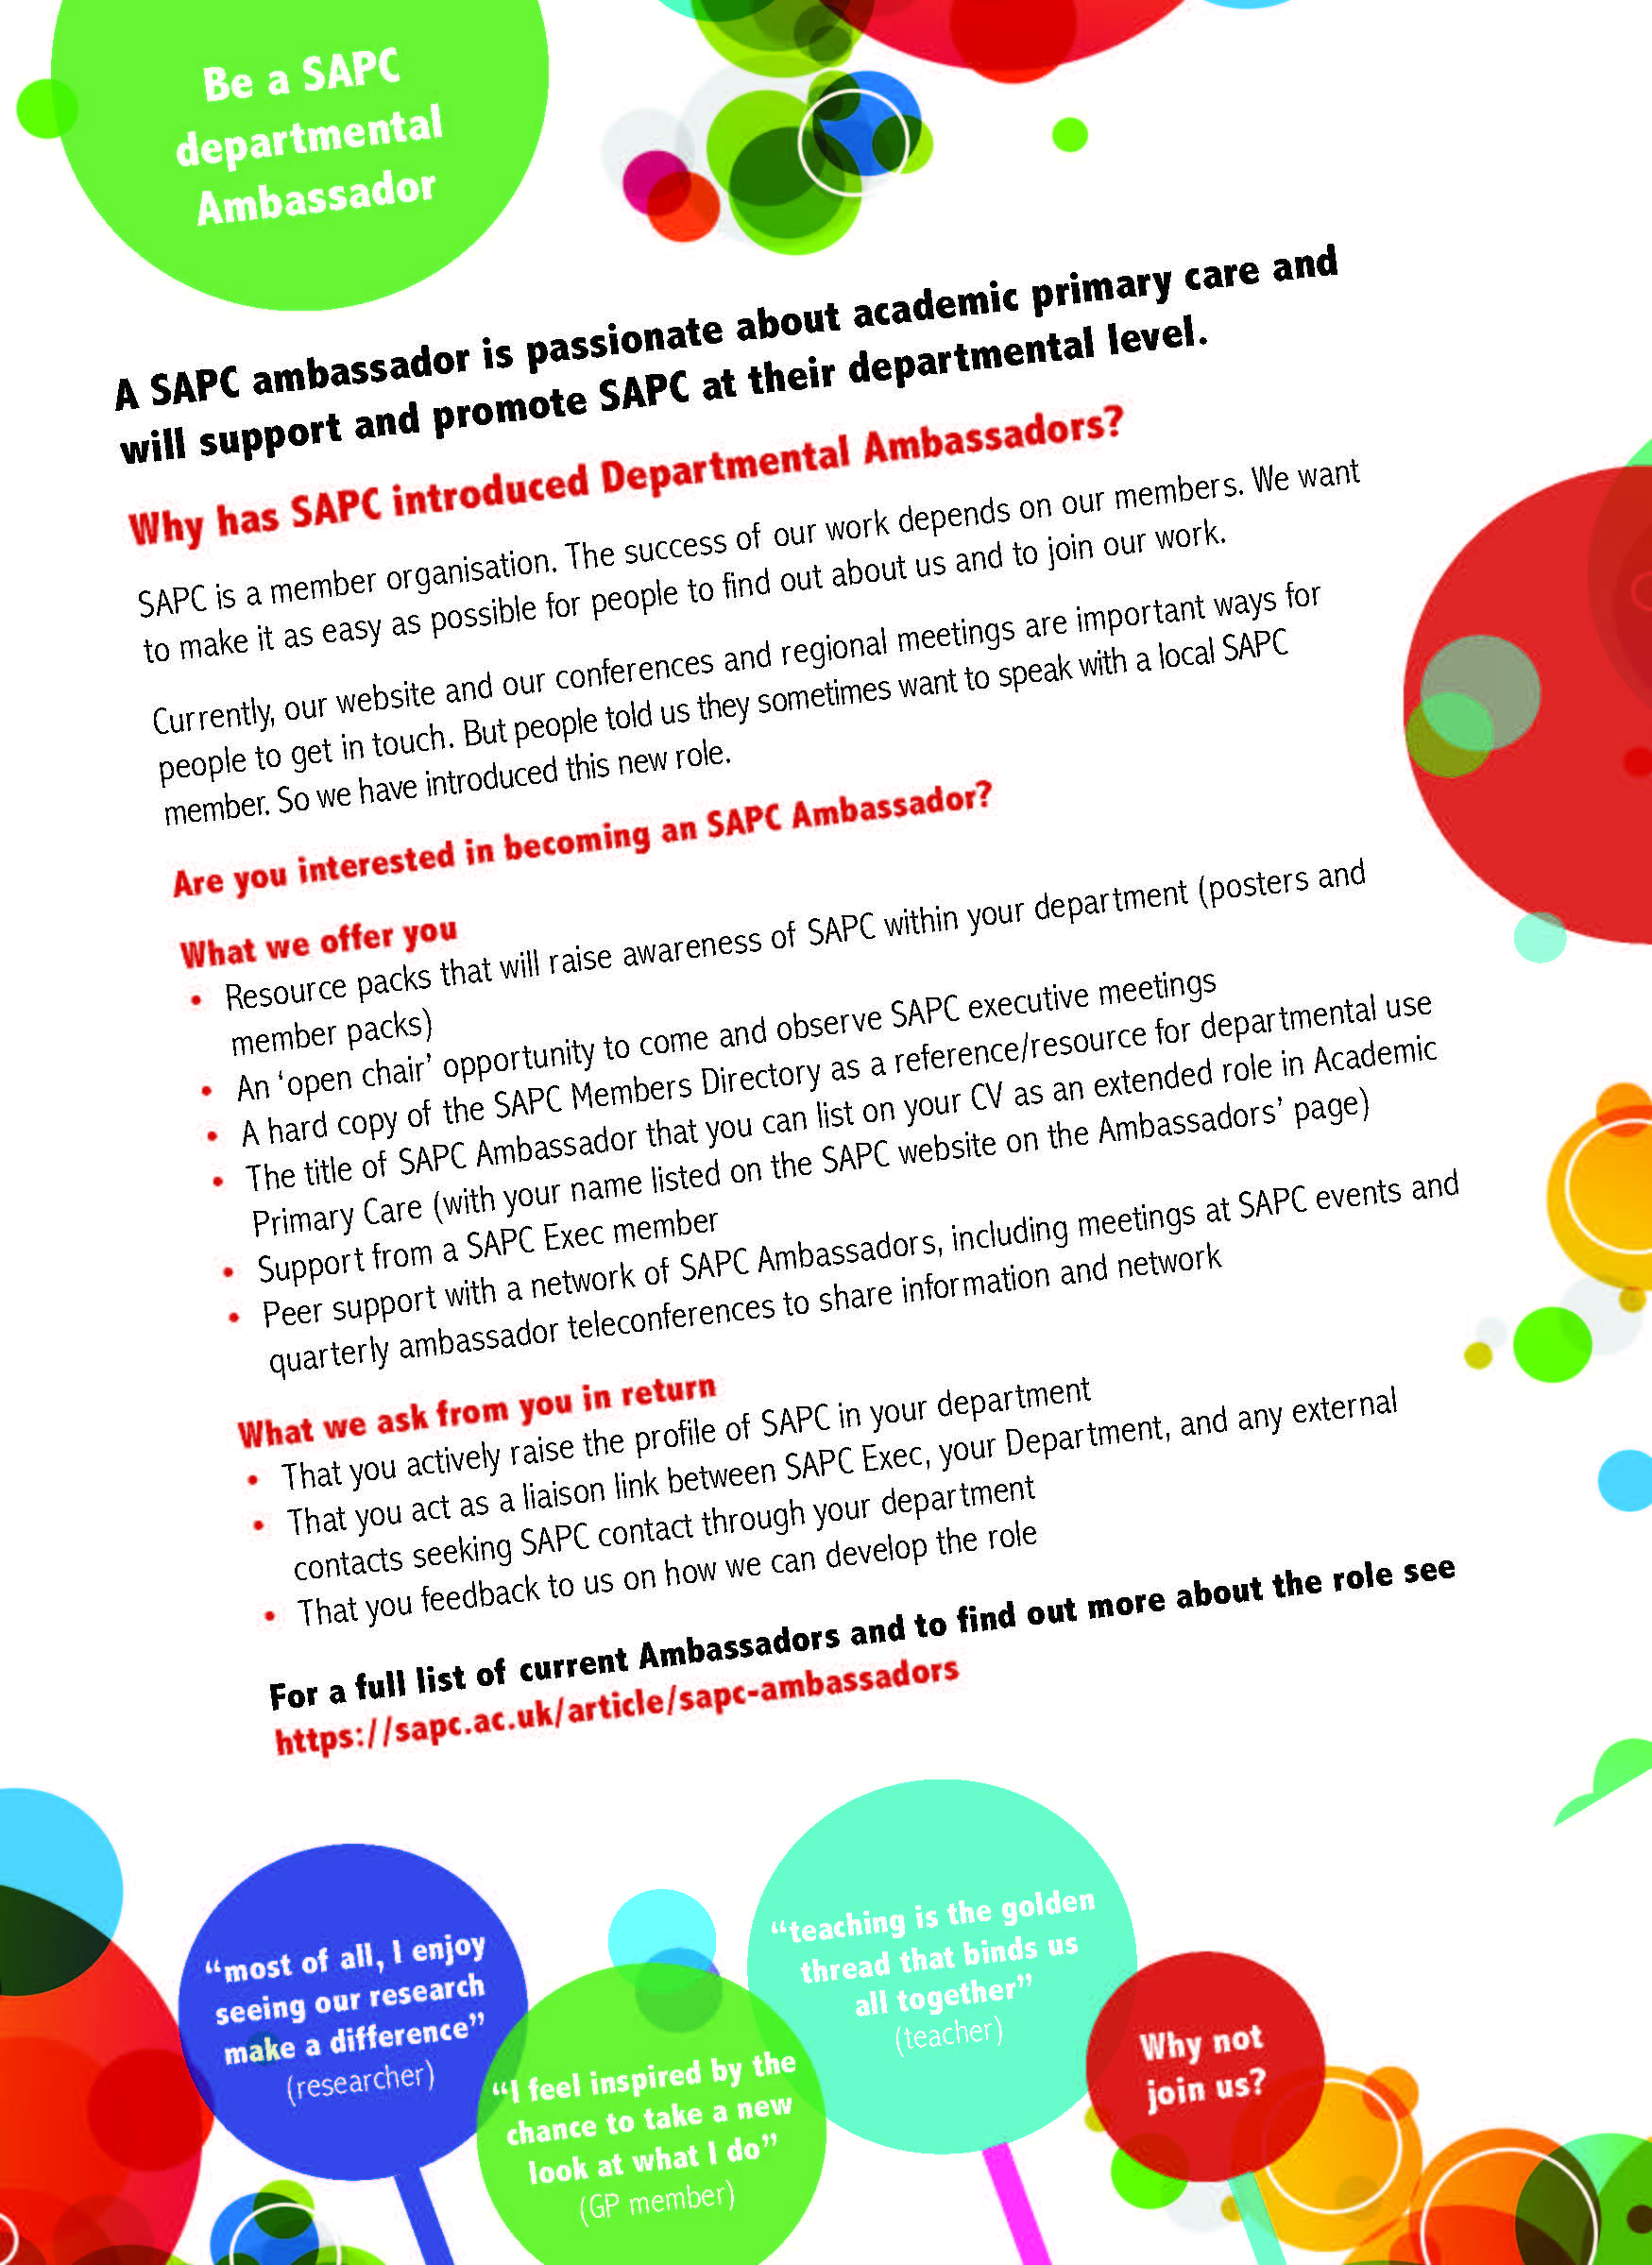 Be a SAPC
departmental
Ambassador
A SAPC ambassador is passionate about academic primary care and
will support and promote SAPC at their departmental level.
Why has SAPC introduced Departmental Ambassadors?
SAPC is a member organisation. The success of our work depends on our members. We want
to make it as easy as possible for people to find out about us and to join our work.
Currently, our website and our conferences and regional meetings are important ways for
people to get in touch. But people told us they sometimes want to speak with a local SAPC
member. So we have introduced this new role.
Are you interested in becoming an SAPC Ambassador?
What we offer you
• Resource packs that will raise awareness of SAPC within your department (posters and
member packs)
• An ‘open chair’ opportunity to come and observe SAPC executive meetings
• A hard copy of the SAPC Members Directory as a reference/resource for departmental use
• The title of SAPC Ambassador that you can list on your CV as an extended role in Academic
Primary Care (with your name listed on the SAPC website on the Ambassadors’ page)
• Support from a SAPC Exec member
• Peer support with a network of SAPC Ambassadors, including meetings at SAPC events and
quarterly ambassador teleconferences to share information and network
What we ask from you in return
• That you actively raise the profile of SAPC in your department
• That you act as a liaison link between SAPC Exec, your Department, and any external
contacts seeking SAPC contact through your department
• That you feedback to us on how we can develop the role
For a full list of current Ambassadors and to find out more about the role see
https://sapc.ac.uk/article/sapc-ambassadors
“most of all, I enjoy
seeing our research
make a difference”
(researcher)
“I feel inspired by the
chance to take a new
look at what I do”
(GP member)
“teaching is the golden
thread that binds us
all together”
(teacher)
Why not
join us?